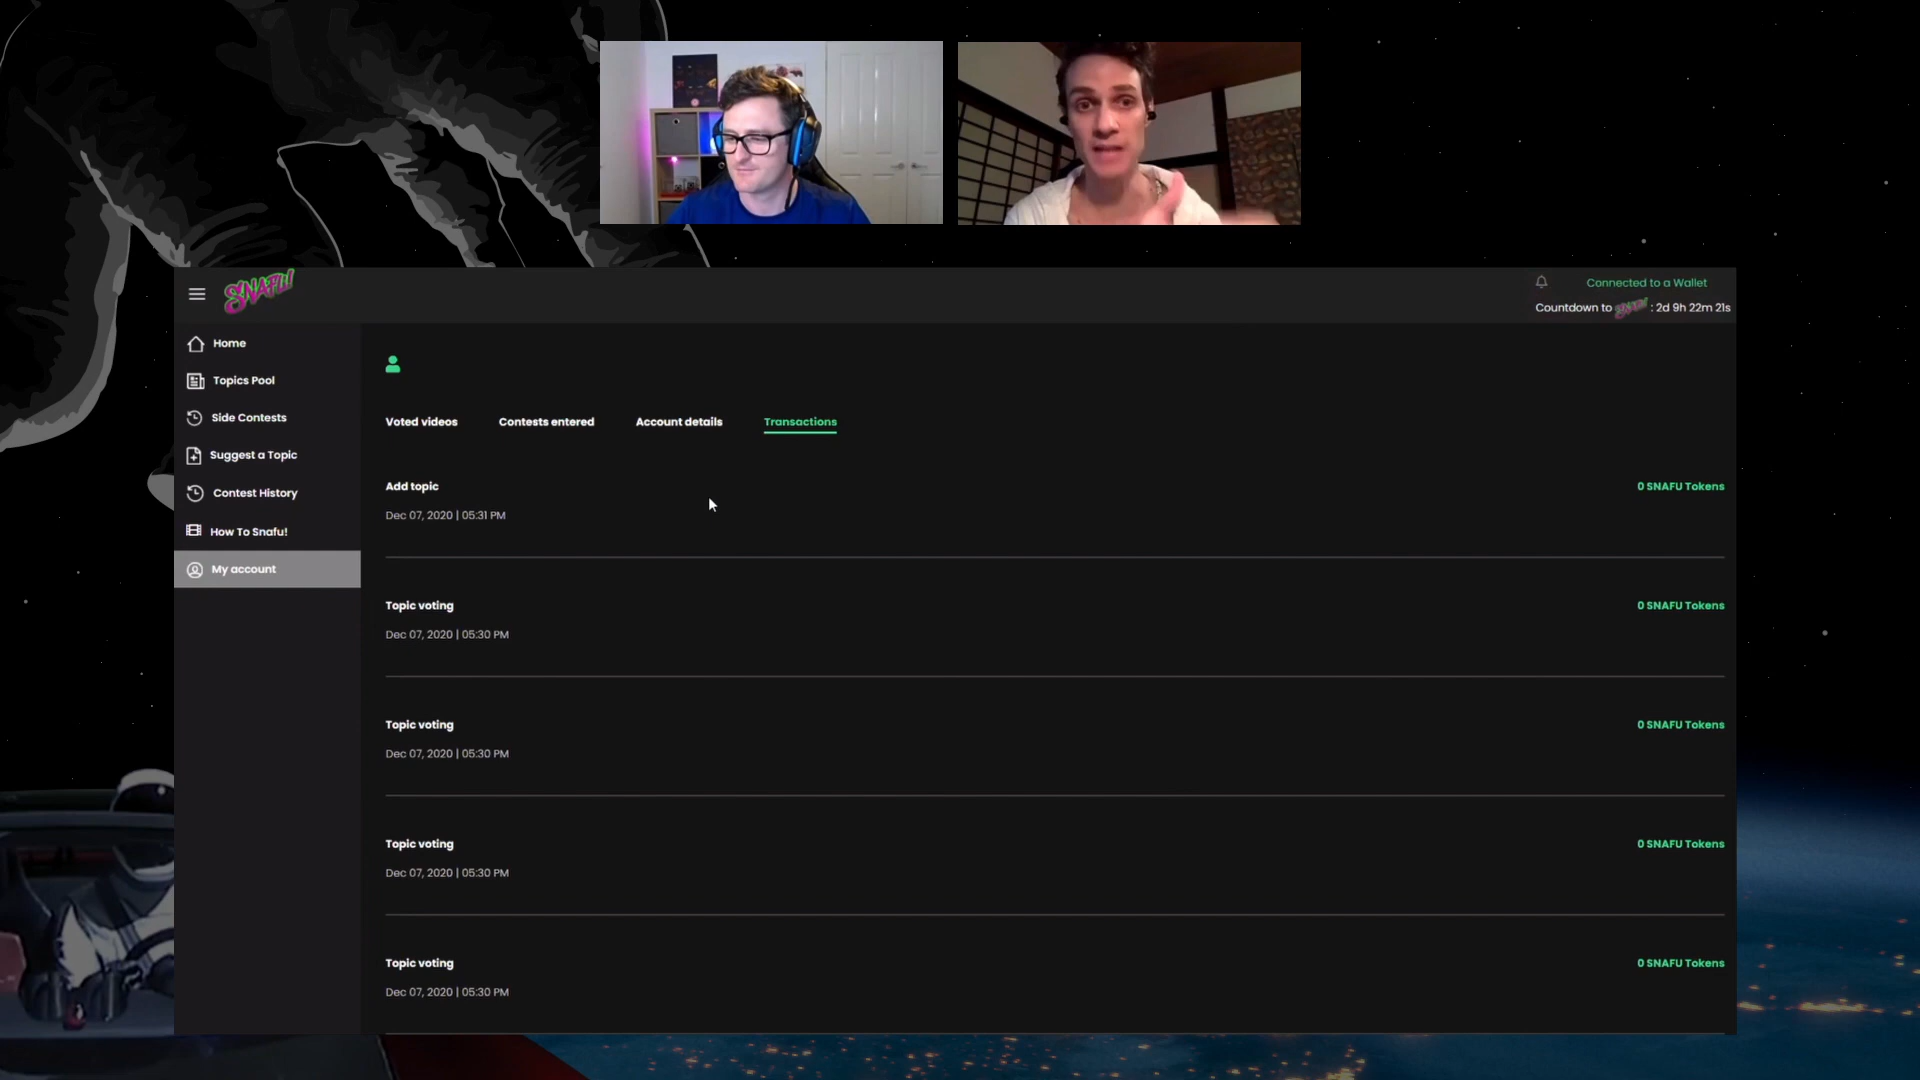 SNAFU!
Connected to a Wallet
Countdown to SNAFU! : 2d 9h 22m 21s
Home
Topics Pool
Side Contests
Suggest a Topic
Contest History
How To Snafu!
My account
Voted videos
Contests entered
Account details
Transactions
Add topic
0 SNAFU Tokens
Dec 07, 2020 | 05:31 PM
Topic voting
0 SNAFU Tokens
Dec 07, 2020 | 05:30 PM
Topic voting
0 SNAFU Tokens
Dec 07, 2020 | 05:30 PM
Topic voting
0 SNAFU Tokens
Dec 07, 2020 | 05:30 PM
Topic voting
0 SNAFU Tokens
Dec 07, 2020 | 05:30 PM